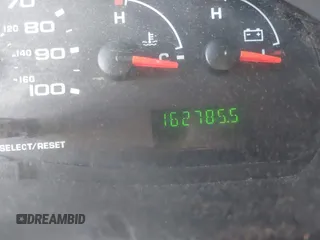 70 H H
120 80
140 90 C L
160 100
162785.5
SELECT/RESET
DREAMBID